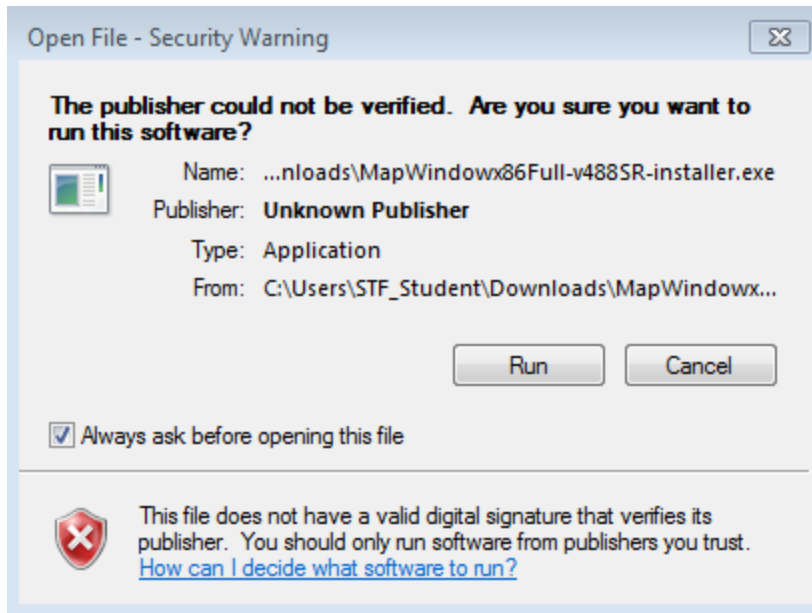 Open File - Security Warning
The publisher could not be verified.  Are you sure you want to
run this software?
Name: ...nloads\MapWindowx86Full-v488SR-installer.exe
Publisher: Unknown Publisher
Type: Application
From: C:\Users\STF_Student\Downloads\MapWindowx...
Run Cancel
Always ask before opening this file
This file does not have a valid digital signature that verifies its
publisher.  You should only run software from publishers you trust.
How can I decide what software to run?